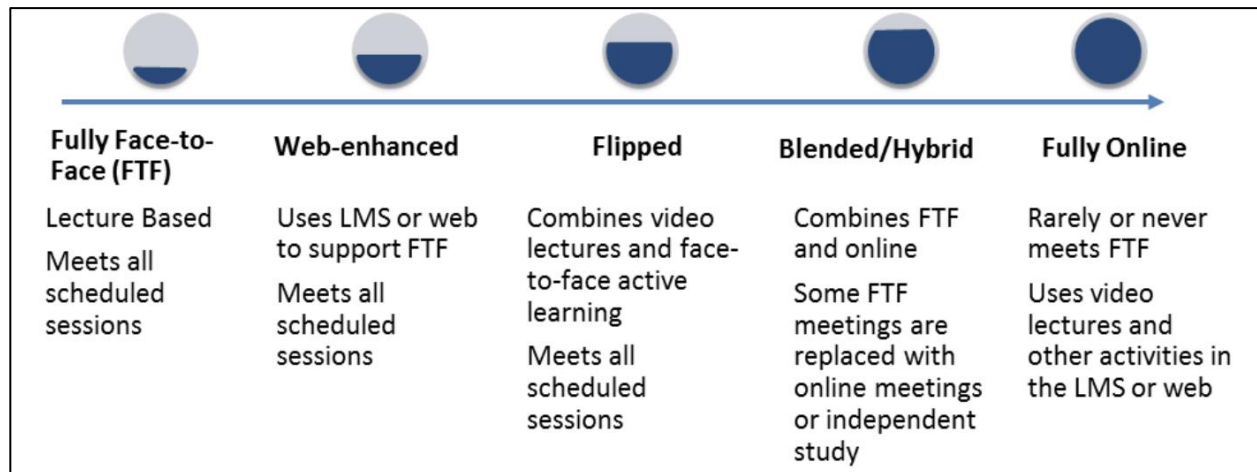 Fully Face-to-
Face (FTF)
Lecture Based
Meets all
scheduled
sessions
Web-enhanced
Uses LMS or web
to support FTF
Meets all
scheduled
sessions
Flipped
Combines video
lectures and face-
to-face active
learning
Meets all
scheduled
sessions
Blended/Hybrid
Combines FTF
and online
Some FTF
meetings are
replaced with
online meetings
or independent
study
Fully Online
Rarely or never
meets FTF
Uses video
lectures and
other activities in
the LMS or web